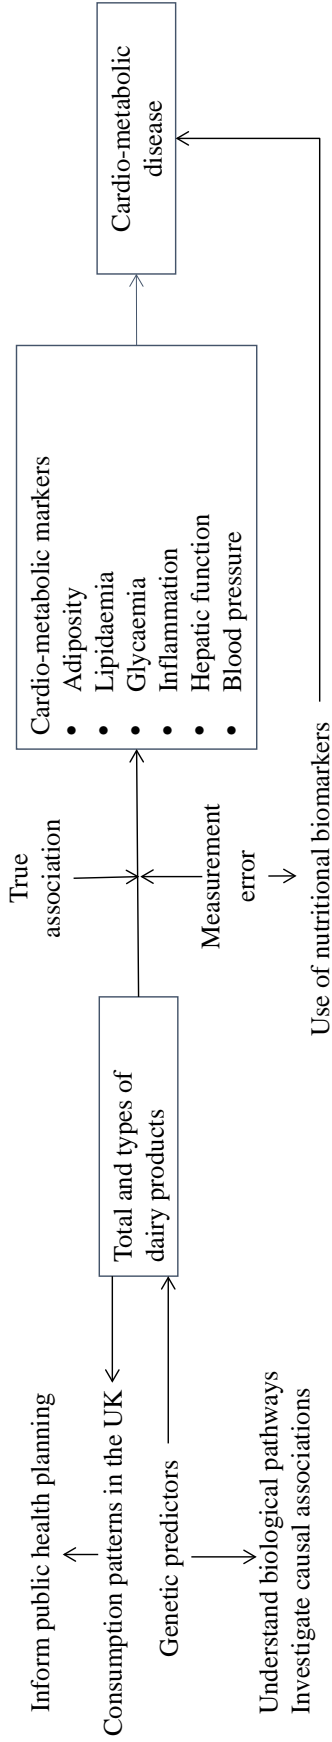 Inform public health planning
Consumption patterns in the UK
Genetic predictors
Understand biological pathways
Investigate causal associations
Total and types of
dairy products
True
association
Measurement
error
Use of nutritional biomarkers
Cardio-metabolic markers
• Adiposity
• Lipidaemia
• Glycaemia
• Inflammation
• Hepatic function
• Blood pressure
Cardio-metabolic
disease